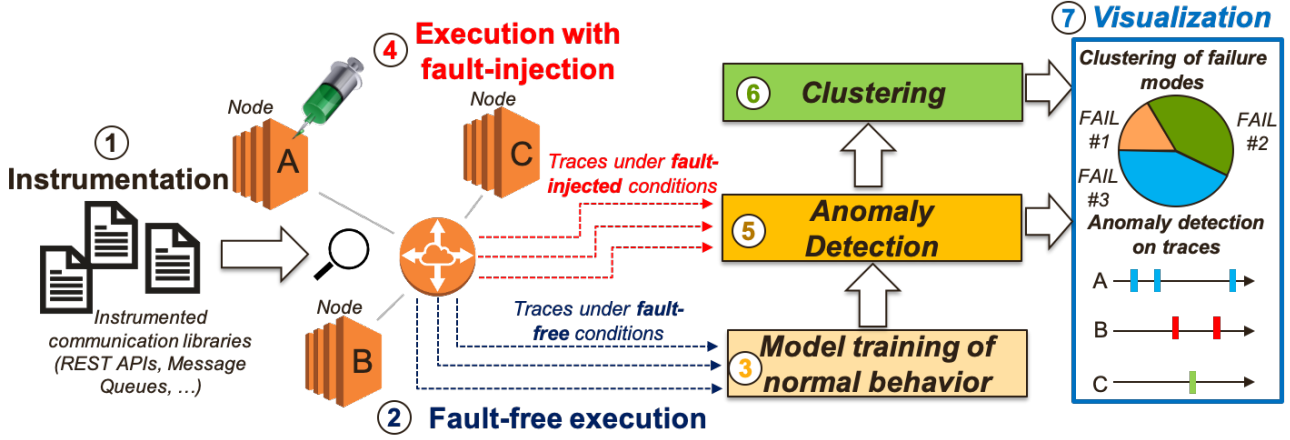 1
Instrumentation
Instrumented
communication libraries
(REST APIs, Message
Queues, ...)
4
Execution with
fault-injection
Node
A
Node
C
Node
B
Traces under fault-
injected conditions
Traces under fault-
free conditions
2
Fault-free execution
6
Clustering
5
Anomaly
Detection
3
Model training of
normal behavior
7
Visualization
Clustering of failure
modes
FAIL
#1
FAIL
#2
FAIL
#3
Anomaly detection
on traces
A
B
C